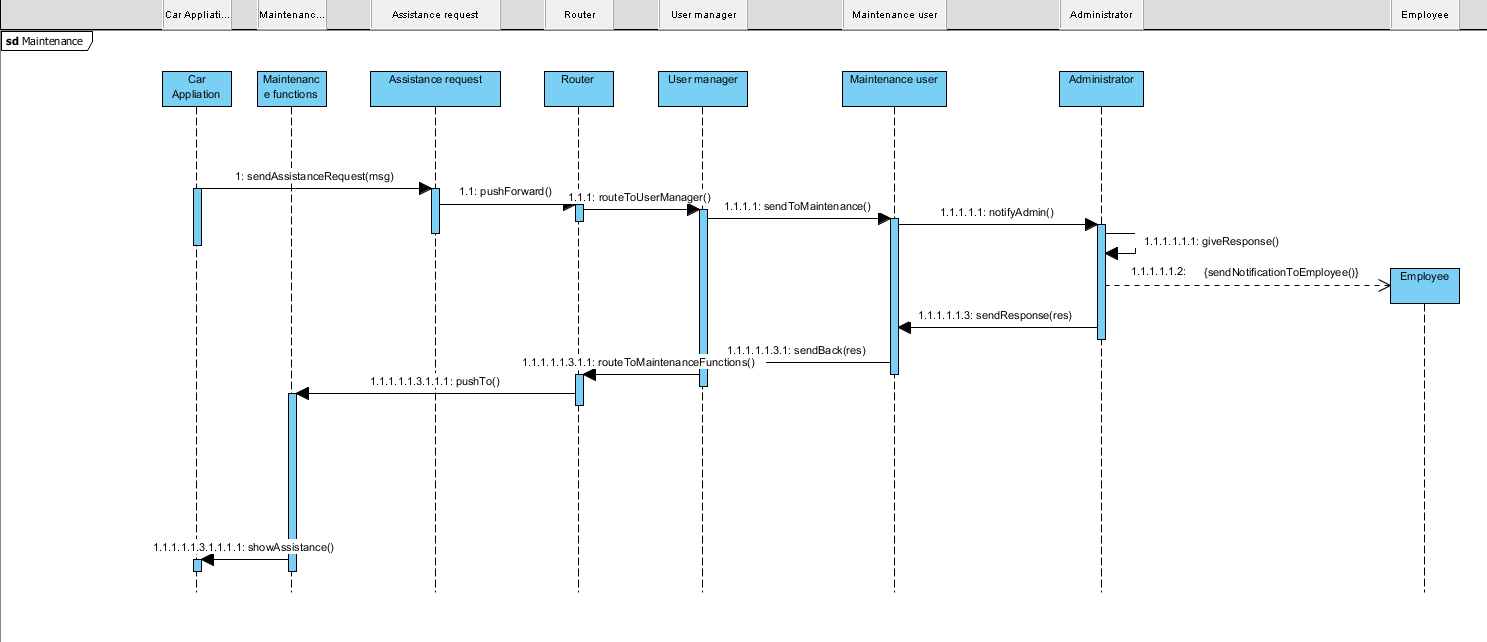 Car Appliati...
Maintenanc...
Assistance request
Router
User manager
Maintenance user
Administrator
Employee
sd Maintenance
Car
Appliation
Maintenanc
e functions
Assistance request
Router
User manager
Maintenance user
Administrator
1: sendAssistanceRequest(msg)
1.1: pushForward()
1.1.1: routeToUserManager()
1.1.1.1: sendToMaintenance()
1.1.1.1.1: notifyAdmin()
1.1.1.1.1.1: giveResponse()
1.1.1.1.1.2: {sendNotificationToEmployee()}
Employee
1.1.1.1.1.3: sendResponse(res)
1.1.1.1.1.3.1: sendBack(res)
1.1.1.1.1.3.1.1: routeToMaintenanceFunctions()
1.1.1.1.1.3.1.1.1: pushTo()
1.1.1.1.1.3.1.1.1.1: showAssistance()